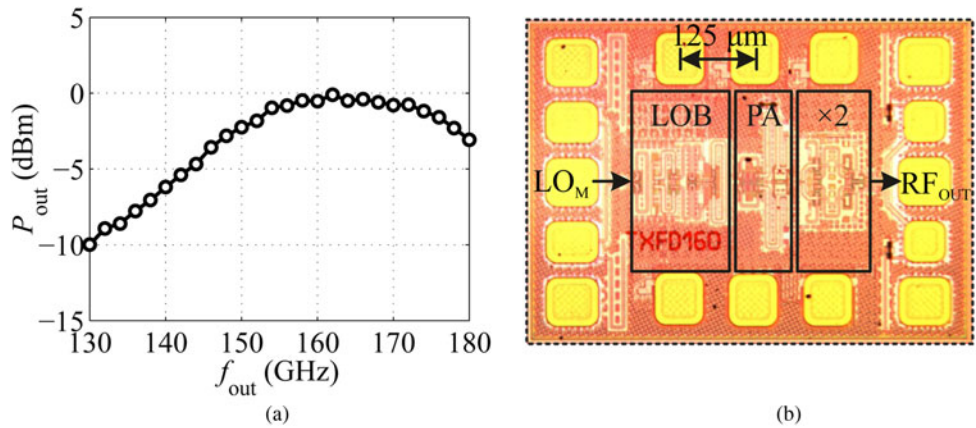 5
0
−5
−10
−15
P_out (dBm)
130 140 150 160 170 180
f_out (GHz)
(a)
125 μm
LOB PA ×2
LO_M RF_OUT
TXFD160
(b)